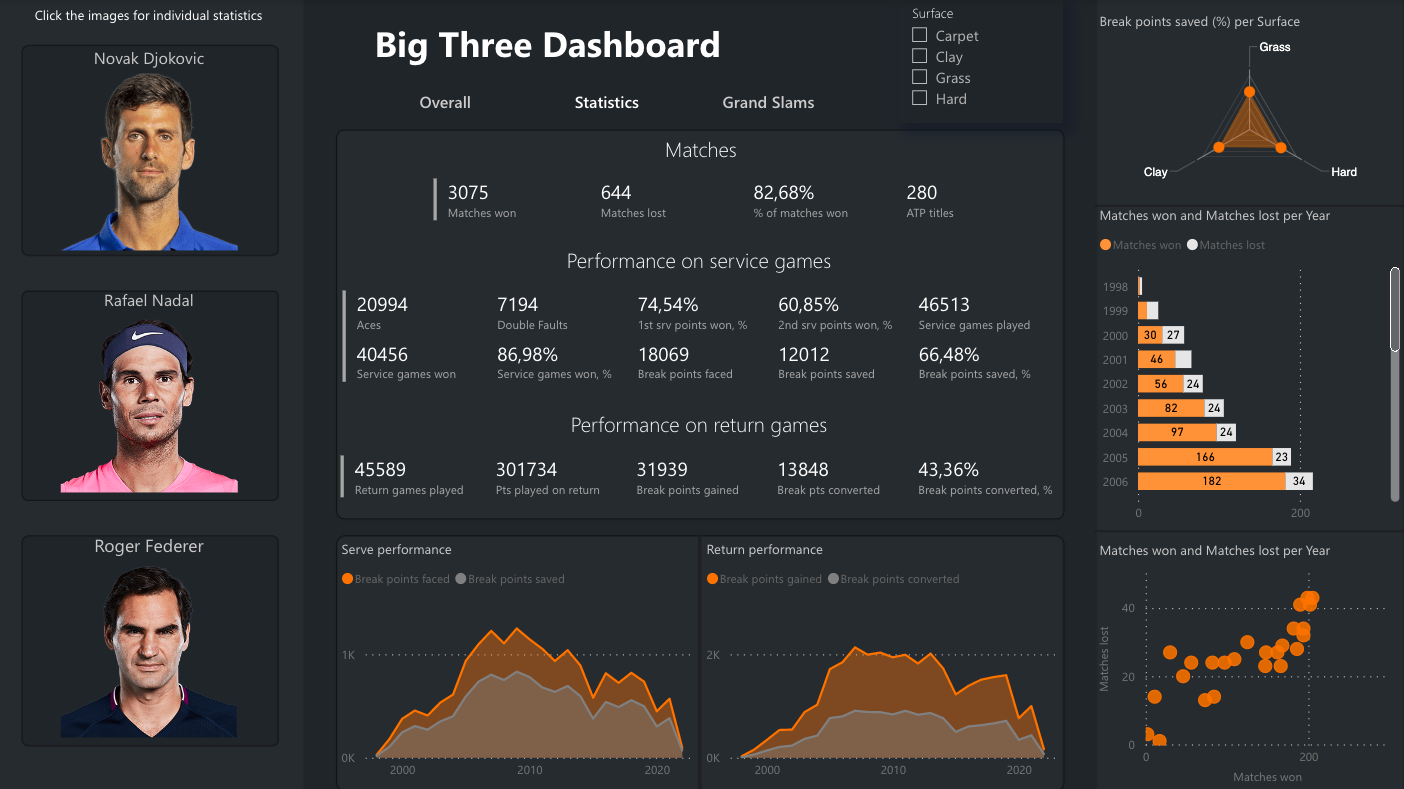 Click the images for individual statistics
Novak Djokovic
Rafael Nadal
Roger Federer
Big Three Dashboard
Overall Statistics Grand Slams
Surface
Carpet
Clay
Grass
Hard
Matches
3075 644 82,68% 280
Matches won Matches lost % of matches won ATP titles
Performance on service games
20994 7194 74,54% 60,85% 46513
Aces Double Faults 1st srv points won, % 2nd srv points won, % Service games played
40456 86,98% 18069 12012 66,48%
Service games won Service games won, % Break points faced Break points saved Break points saved, %
Performance on return games
45589 301734 31939 13848 43,36%
Return games played Pts played on return Break points gained Break pts converted Break points converted, %
Serve performance
Break points faced Break points saved
1K
0K
2000 2010 2020
Return performance
Break points gained Break points converted
2K
0K
2000 2010 2020
Break points saved (%) per Surface
Grass
Clay Hard
Matches won and Matches lost per Year
Matches won Matches lost
1998
1999
2000 30 27
2001 46
2002 56 24
2003 82 24
2004 97 24
2005 166 23
2006 182 34
0 200
Matches won and Matches lost per Year
Matches lost
40
20
0
0 200
Matches won